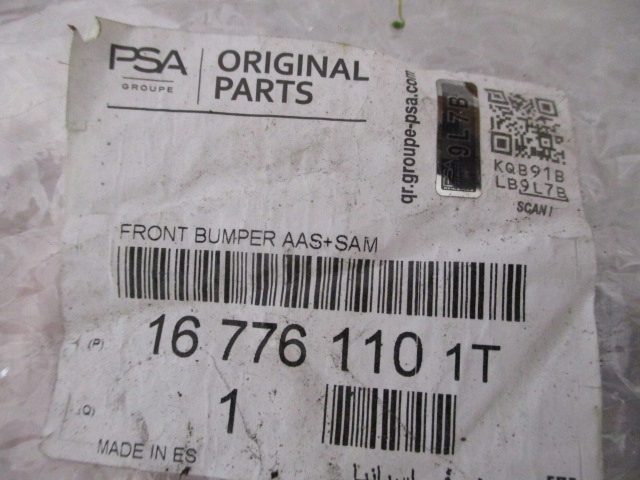 PSA
GROUPE
ORIGINAL
PARTS
qr.groupe-psa.com
9L7B
KQB91B
LB9L7B
SCAN!
FRONT BUMPER AAS+SAM
(P) 16 776 110 1T
(Q) 1
MADE IN ES